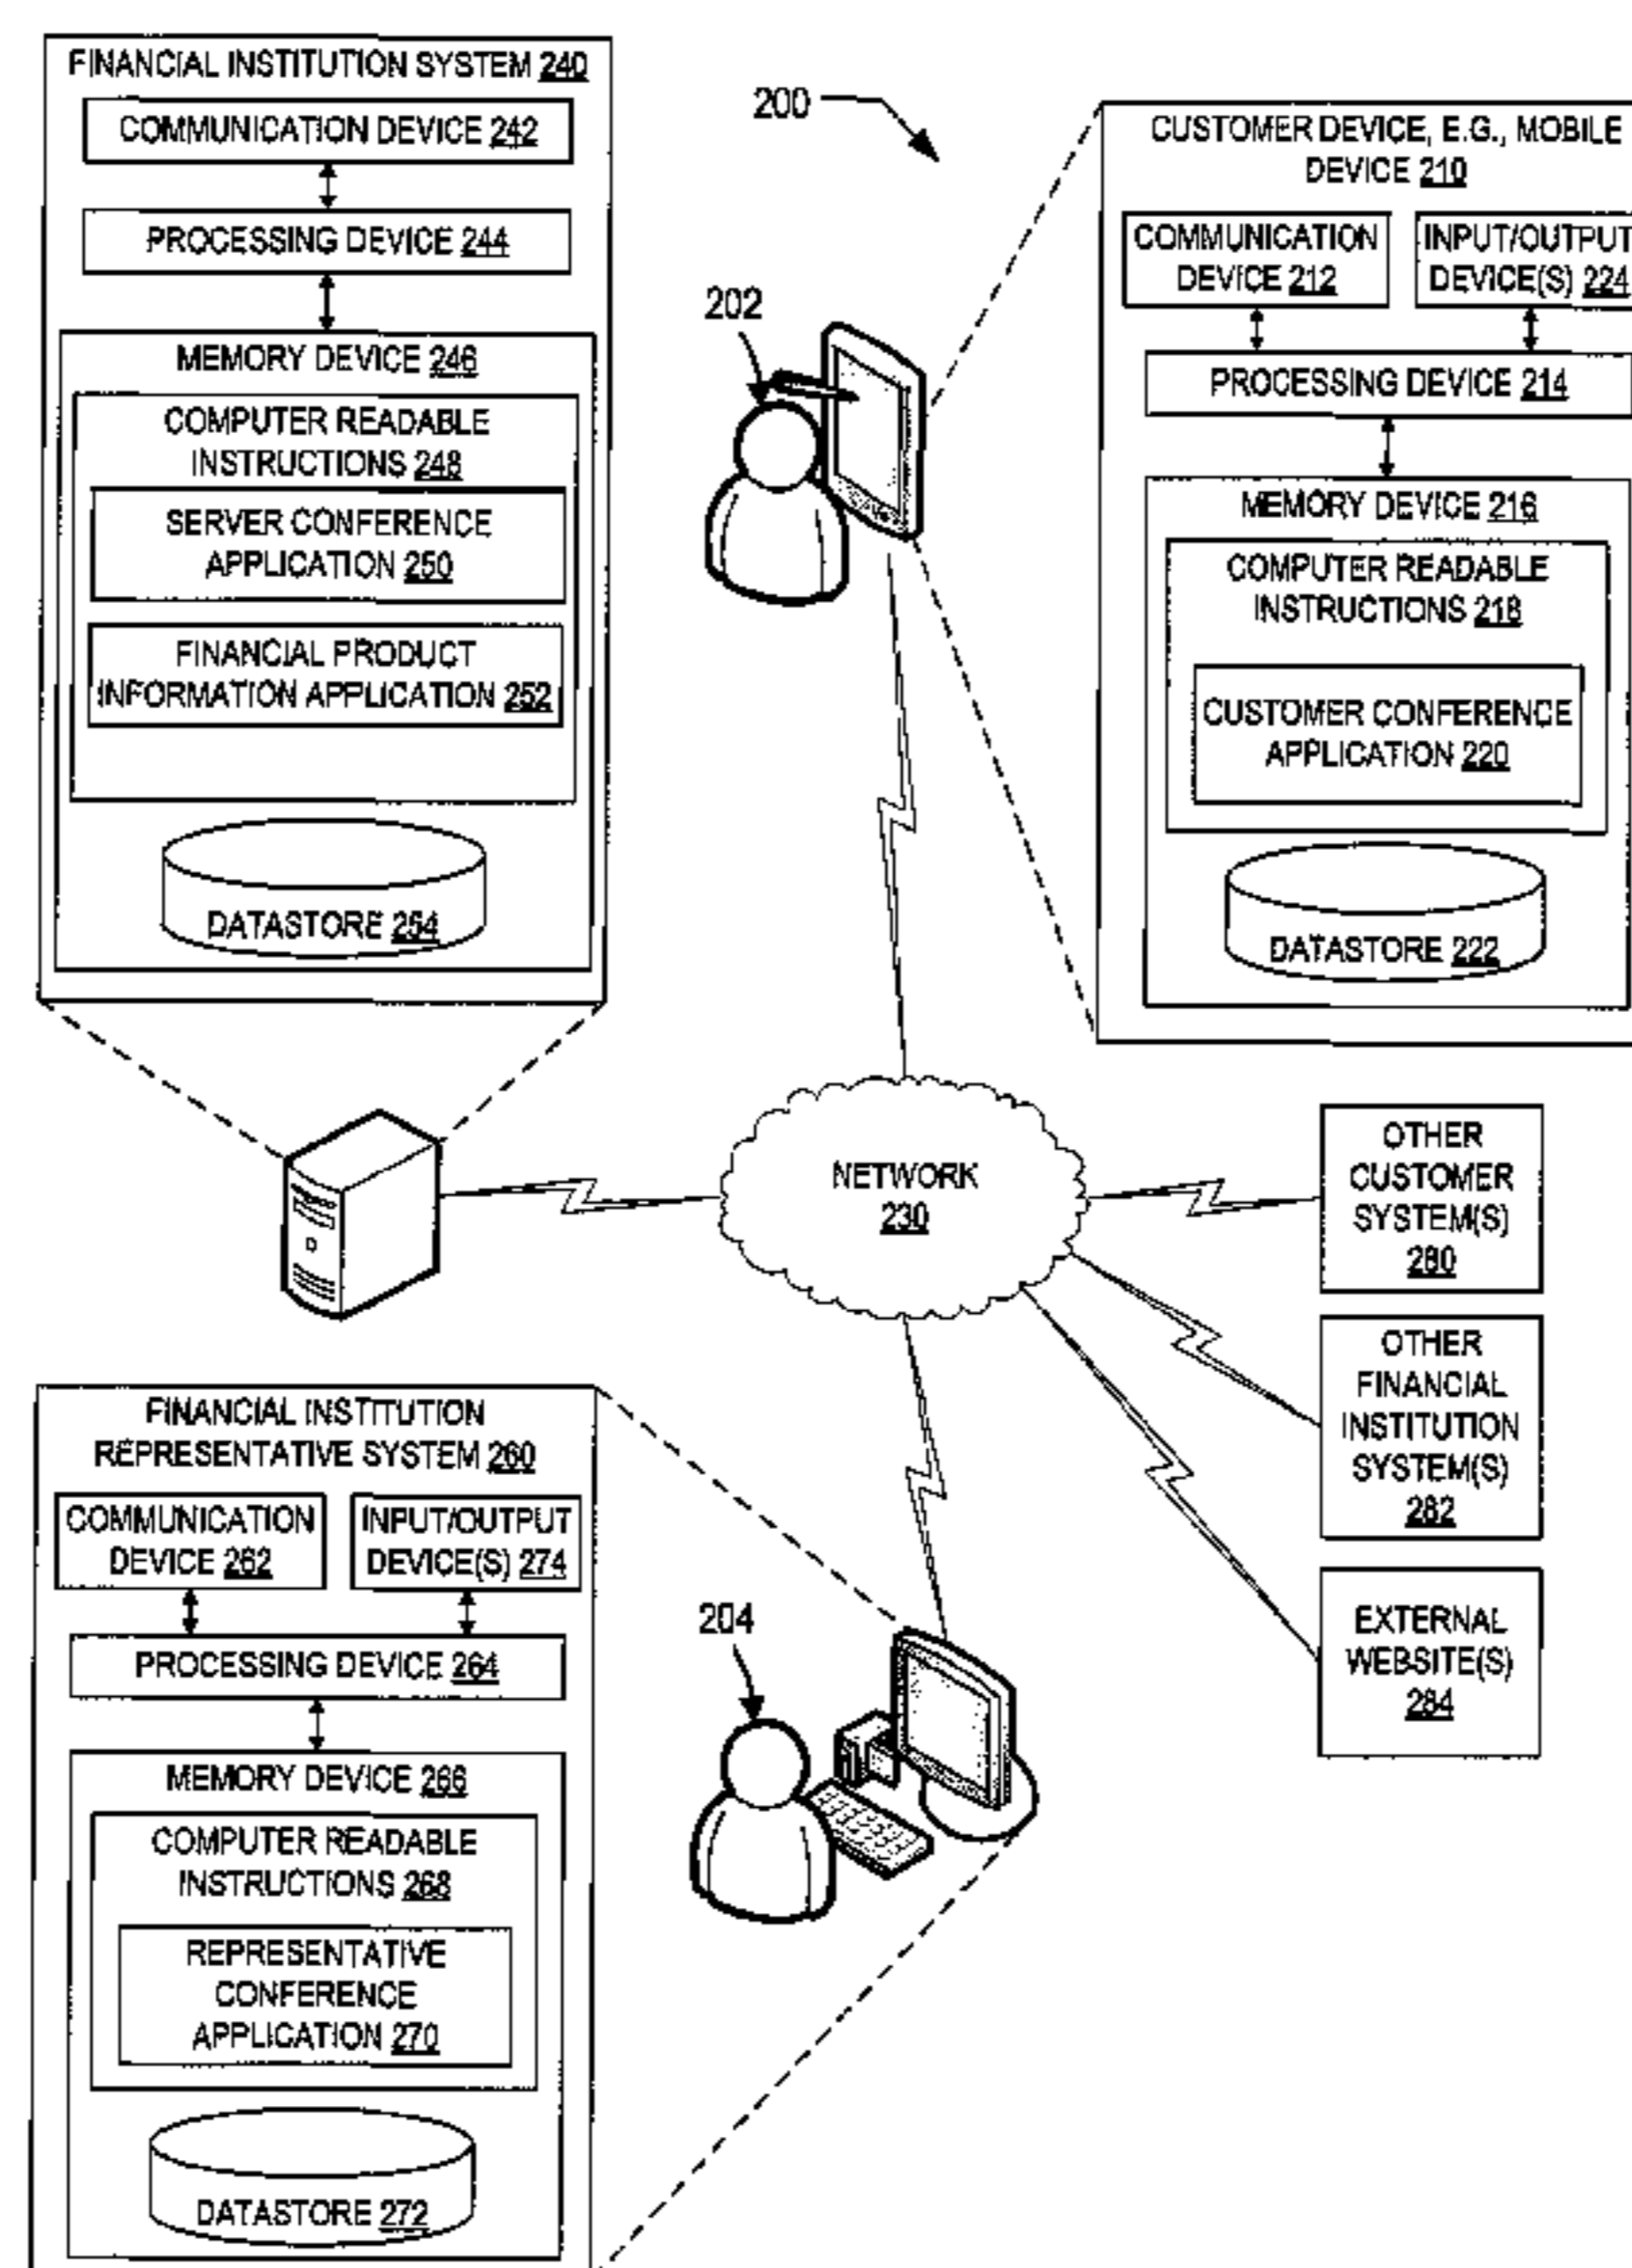 FINANCIAL INSTITUTION SYSTEM 240
COMMUNICATION DEVICE 242
PROCESSING DEVICE 244
MEMORY DEVICE 246
COMPUTER READABLE
INSTRUCTIONS 248
SERVER CONFERENCE
APPLICATION 250
FINANCIAL PRODUCT
INFORMATION APPLICATION 252
DATASTORE 254
200
202
CUSTOMER DEVICE, E.G., MOBILE
DEVICE 210
COMMUNICATION
DEVICE 212
INPUT/OUTPUT
DEVICE(S) 224
PROCESSING DEVICE 214
MEMORY DEVICE 216
COMPUTER READABLE
INSTRUCTIONS 218
CUSTOMER CONFERENCE
APPLICATION 220
DATASTORE 222
NETWORK
230
OTHER
CUSTOMER
SYSTEM(S)
280
OTHER
FINANCIAL
INSTITUTION
SYSTEM(S)
282
EXTERNAL
WEBSITE(S)
284
FINANCIAL INSTITUTION
REPRESENTATIVE SYSTEM 260
COMMUNICATION
DEVICE 262
INPUT/OUTPUT
DEVICE(S) 274
PROCESSING DEVICE 264
MEMORY DEVICE 266
COMPUTER READABLE
INSTRUCTIONS 268
REPRESENTATIVE
CONFERENCE
APPLICATION 270
DATASTORE 272
204